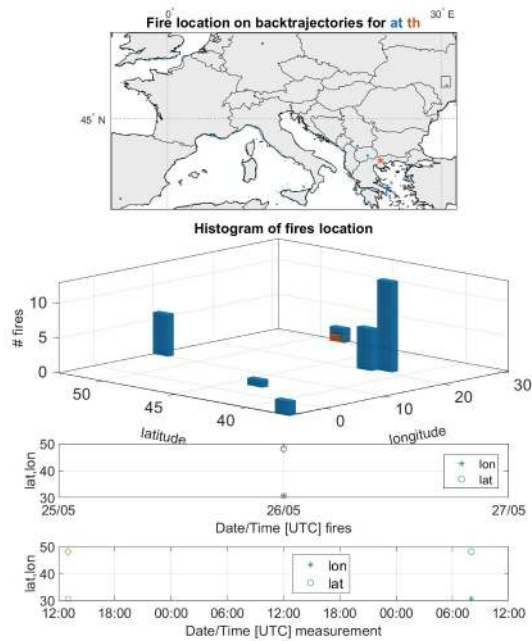 Fire location on backtrajectories for at th
0° 30° E
45° N
Histogram of fires location
# fires
10
5
0
50 45 40
0 10 20 30
latitude longitude
lat,lon
50
30
lon
lat
25/05 26/05 27/05
Date/Time [UTC] fires
lat,lon
50
40
30
lon
lat
12:00 18:00 00:00 06:00 12:00 18:00 00:00 06:00 12:00
Date/Time [UTC] measurement